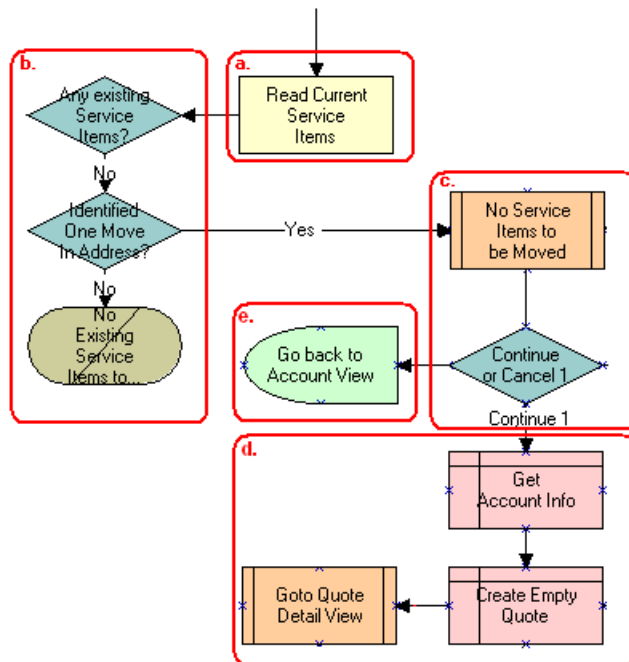 b.
Any existing
Service
Items?
a.
Read Current
Service
Items
No
Identified
One Move
In Address?
Yes
c.
No Service
Items to
be Moved
No
No
Existing
Service
Items to...
e.
Go back to
Account View
Continue
or Cancel 1
Continue 1
d.
Get
Account Info
Goto Quote
Detail View
Create Empty
Quote